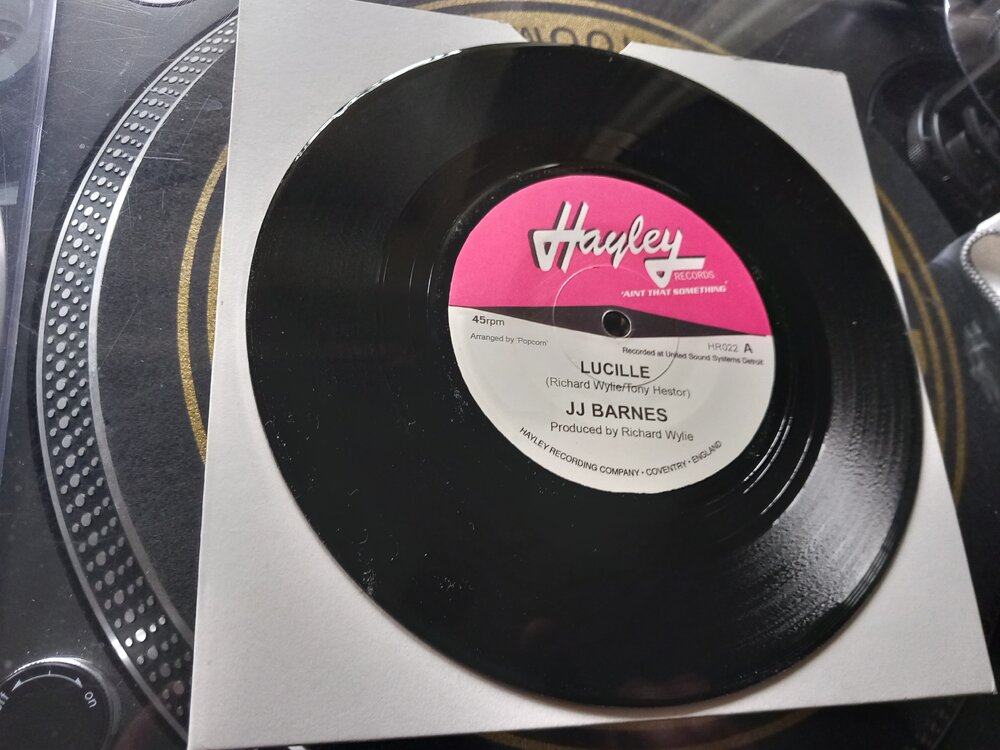 Hayley
RECORDS
'AINT THAT SOMETHING'
45rpm
HR022 A
Arranged by 'Popcorn'
Recorded at United Sound Systems Detroit
LUCILLE
(Richard Wylie/Tony Hestor)
JJ BARNES
Produced by Richard Wylie
HAYLEY RECORDING COMPANY • COVENTRY • ENGLAND
on